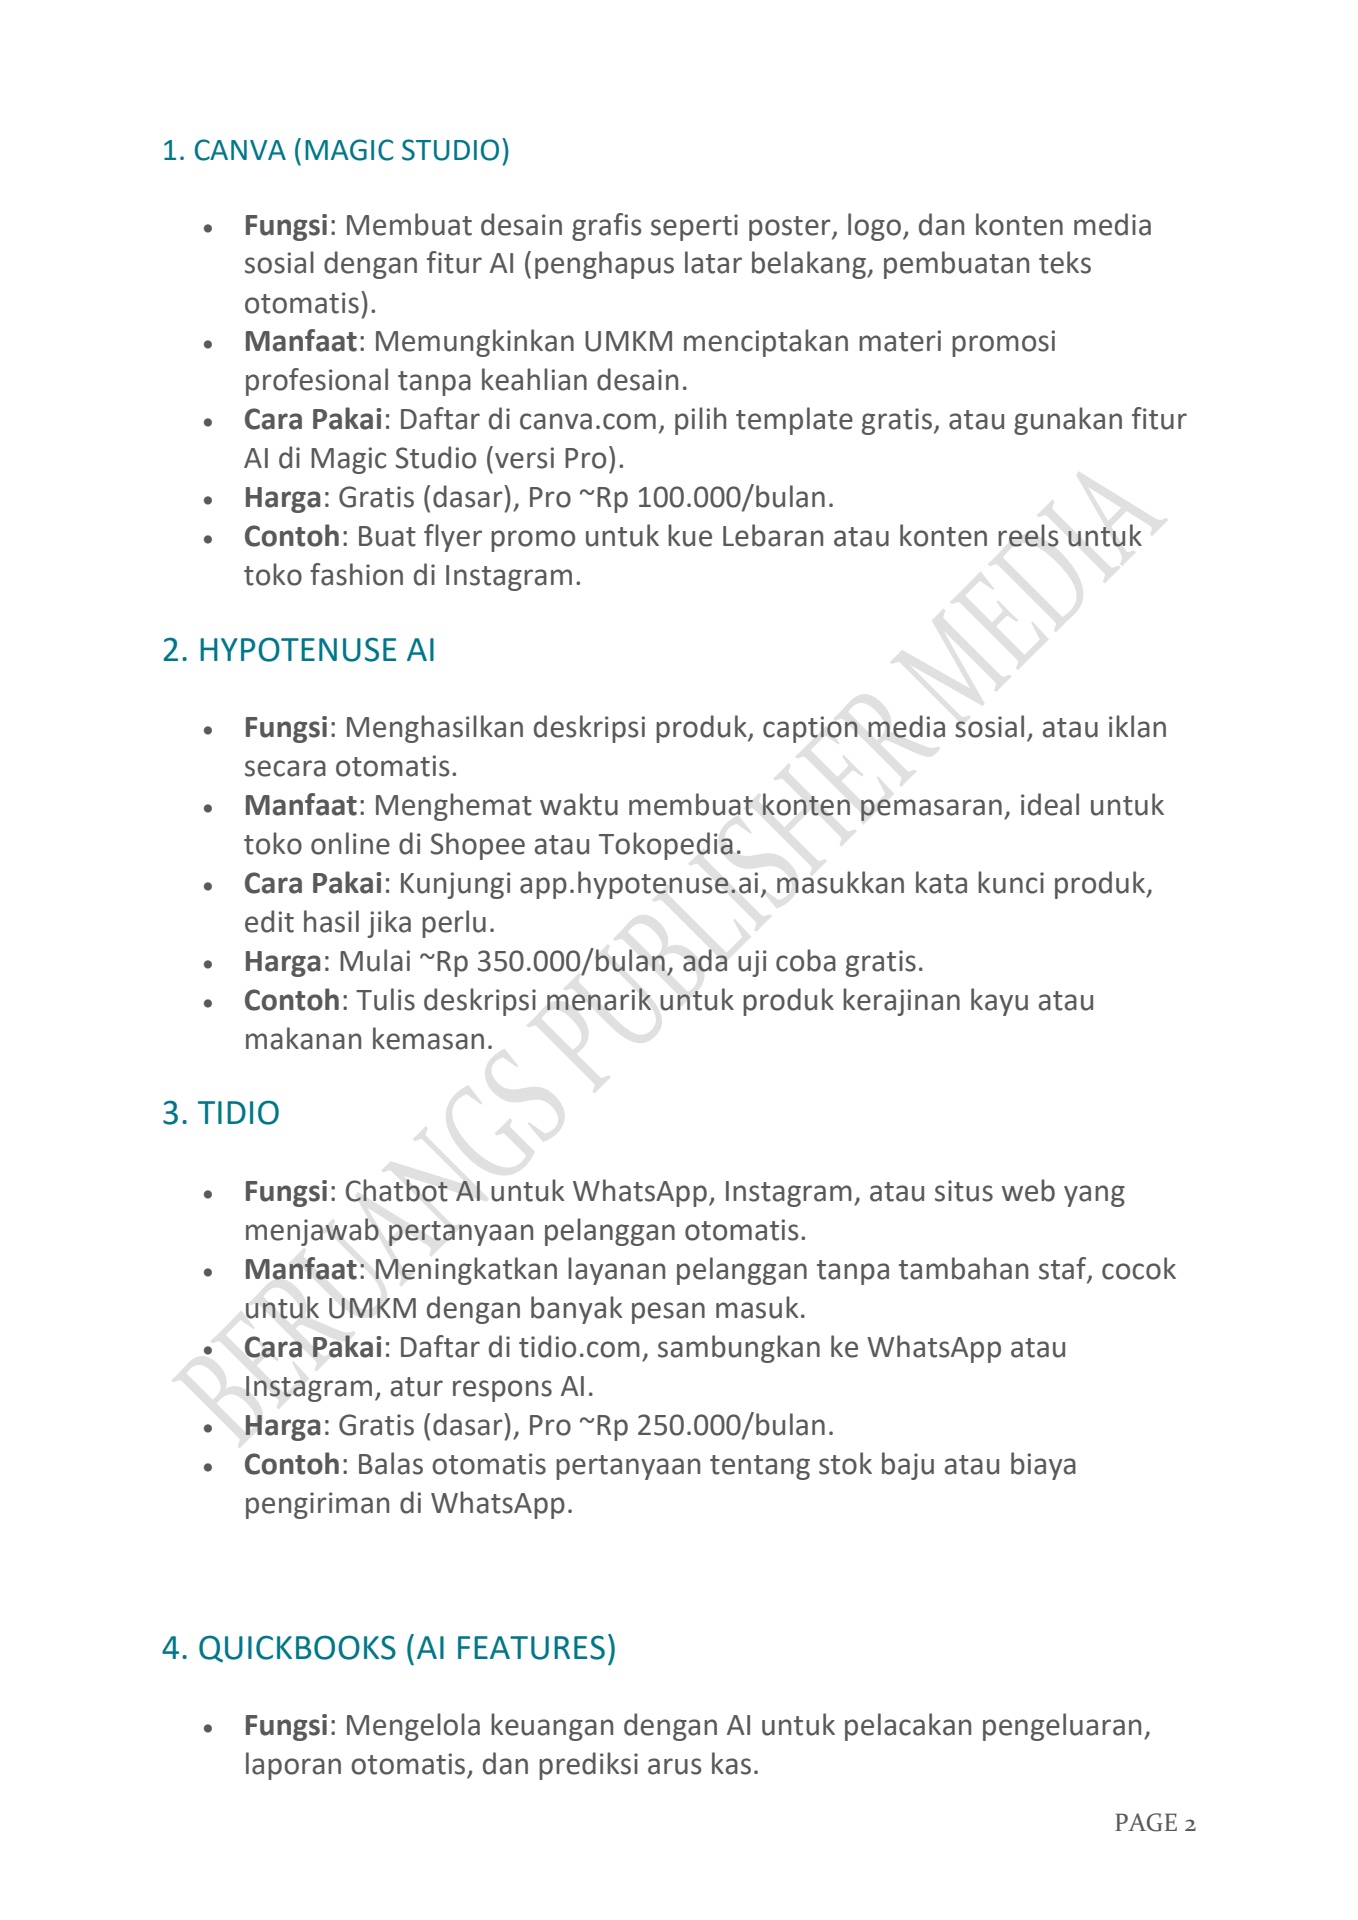 1. CANVA (MAGIC STUDIO)
• Fungsi: Membuat desain grafis seperti poster, logo, dan konten media
sosial dengan fitur AI (penghapus latar belakang, pembuatan teks
otomatis).
• Manfaat: Memungkinkan UMKM menciptakan materi promosi
profesional tanpa keahlian desain.
• Cara Pakai: Daftar di canva.com, pilih template gratis, atau gunakan fitur
AI di Magic Studio (versi Pro).
• Harga: Gratis (dasar), Pro ~Rp 100.000/bulan.
• Contoh: Buat flyer promo untuk kue Lebaran atau konten reels untuk
toko fashion di Instagram.
2. HYPOTENUSE AI
• Fungsi: Menghasilkan deskripsi produk, caption media sosial, atau iklan
secara otomatis.
• Manfaat: Menghemat waktu membuat konten pemasaran, ideal untuk
toko online di Shopee atau Tokopedia.
• Cara Pakai: Kunjungi app.hypotenuse.ai, masukkan kata kunci produk,
edit hasil jika perlu.
• Harga: Mulai ~Rp 350.000/bulan, ada uji coba gratis.
• Contoh: Tulis deskripsi menarik untuk produk kerajinan kayu atau
makanan kemasan.
3. TIDIO
• Fungsi: Chatbot AI untuk WhatsApp, Instagram, atau situs web yang
menjawab pertanyaan pelanggan otomatis.
• Manfaat: Meningkatkan layanan pelanggan tanpa tambahan staf, cocok
untuk UMKM dengan banyak pesan masuk.
• Cara Pakai: Daftar di tidio.com, sambungkan ke WhatsApp atau
Instagram, atur respons AI.
• Harga: Gratis (dasar), Pro ~Rp 250.000/bulan.
• Contoh: Balas otomatis pertanyaan tentang stok baju atau biaya
pengiriman di WhatsApp.
4. QUICKBOOKS (AI FEATURES)
• Fungsi: Mengelola keuangan dengan AI untuk pelacakan pengeluaran,
laporan otomatis, dan prediksi arus kas.
PAGE 2
BERUANGS PUBLISHER MEDIA